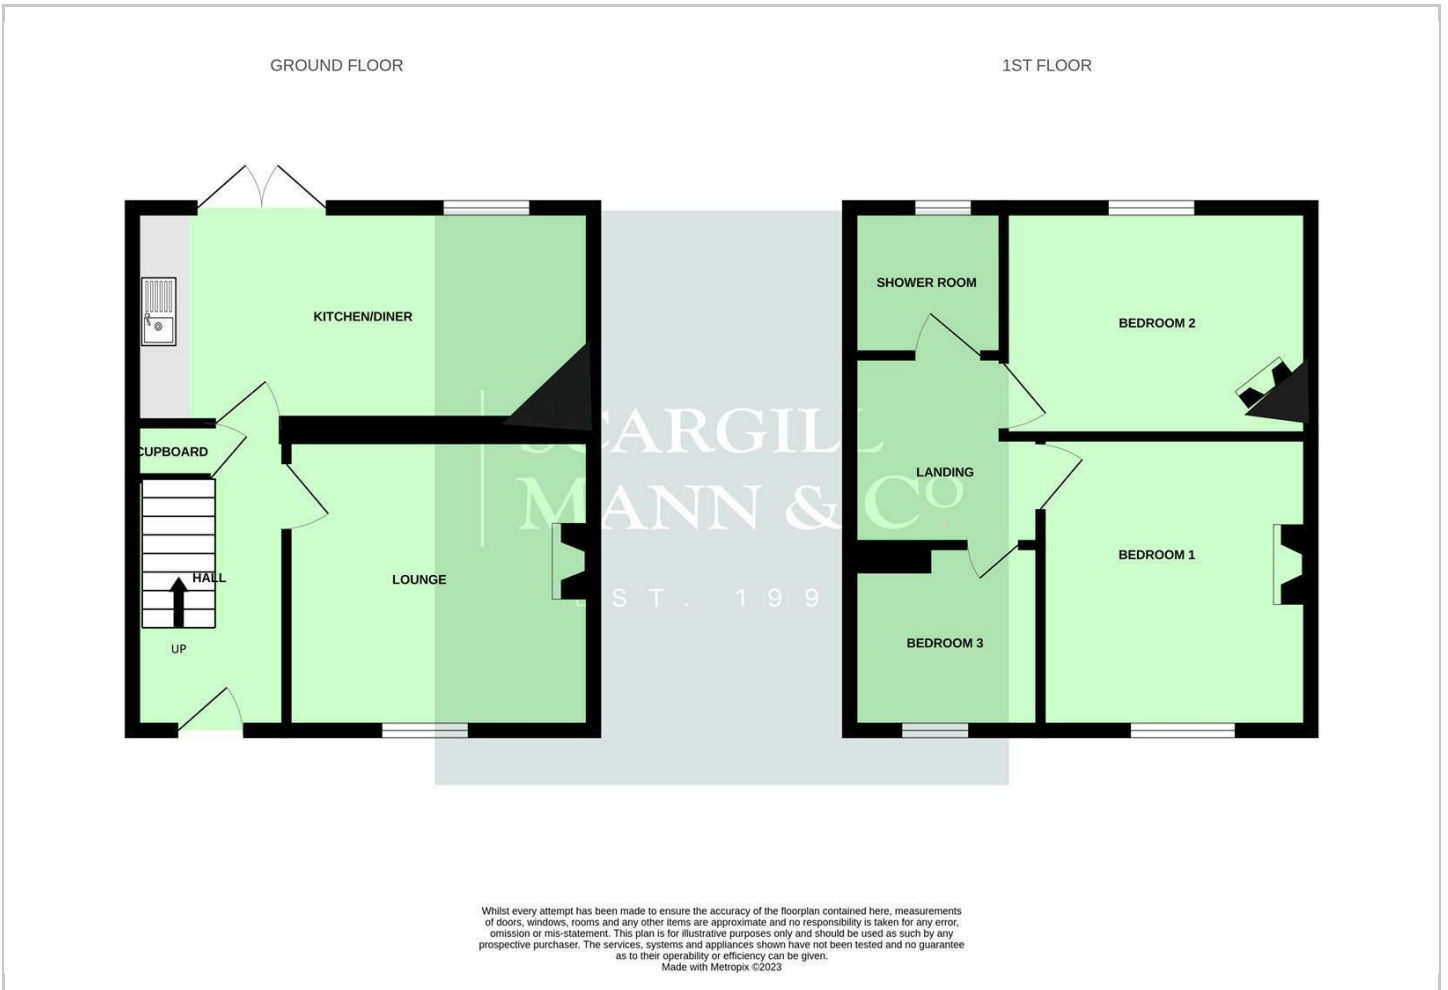 GROUND FLOOR
1ST FLOOR
KITCHEN/DINER
CUPBOARD
HALL
UP
LOUNGE
SHOWER ROOM
BEDROOM 2
LANDING
BEDROOM 1
BEDROOM 3
SCARGILL
MANN & CO
EST. 199
Whilst every attempt has been made to ensure the accuracy of the floorplan contained here, measurements
of doors, windows, rooms and any other items are approximate and no responsibility is taken for any error,
omission or mis-statement. This plan is for illustrative purposes only and should be used as such by any
prospective purchaser. The services, systems and appliances shown have not been tested and no guarantee
as to their operability or efficiency can be given.
Made with Metropix ©2023